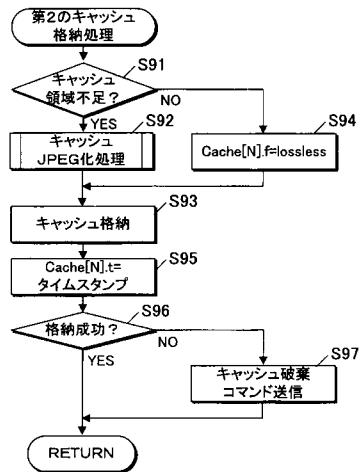 第2のキャッシュ
格納処理
S91
キャッシュ
領域不足？
NO
YES
S92
キャッシュ
JPEG化処理
S94
Cache[N].f=lossless
S93
キャッシュ格納
S95
Cache[N].t=
タイムスタンプ
S96
格納成功？
NO
YES
S97
キャッシュ破棄
コマンド送信
RETURN